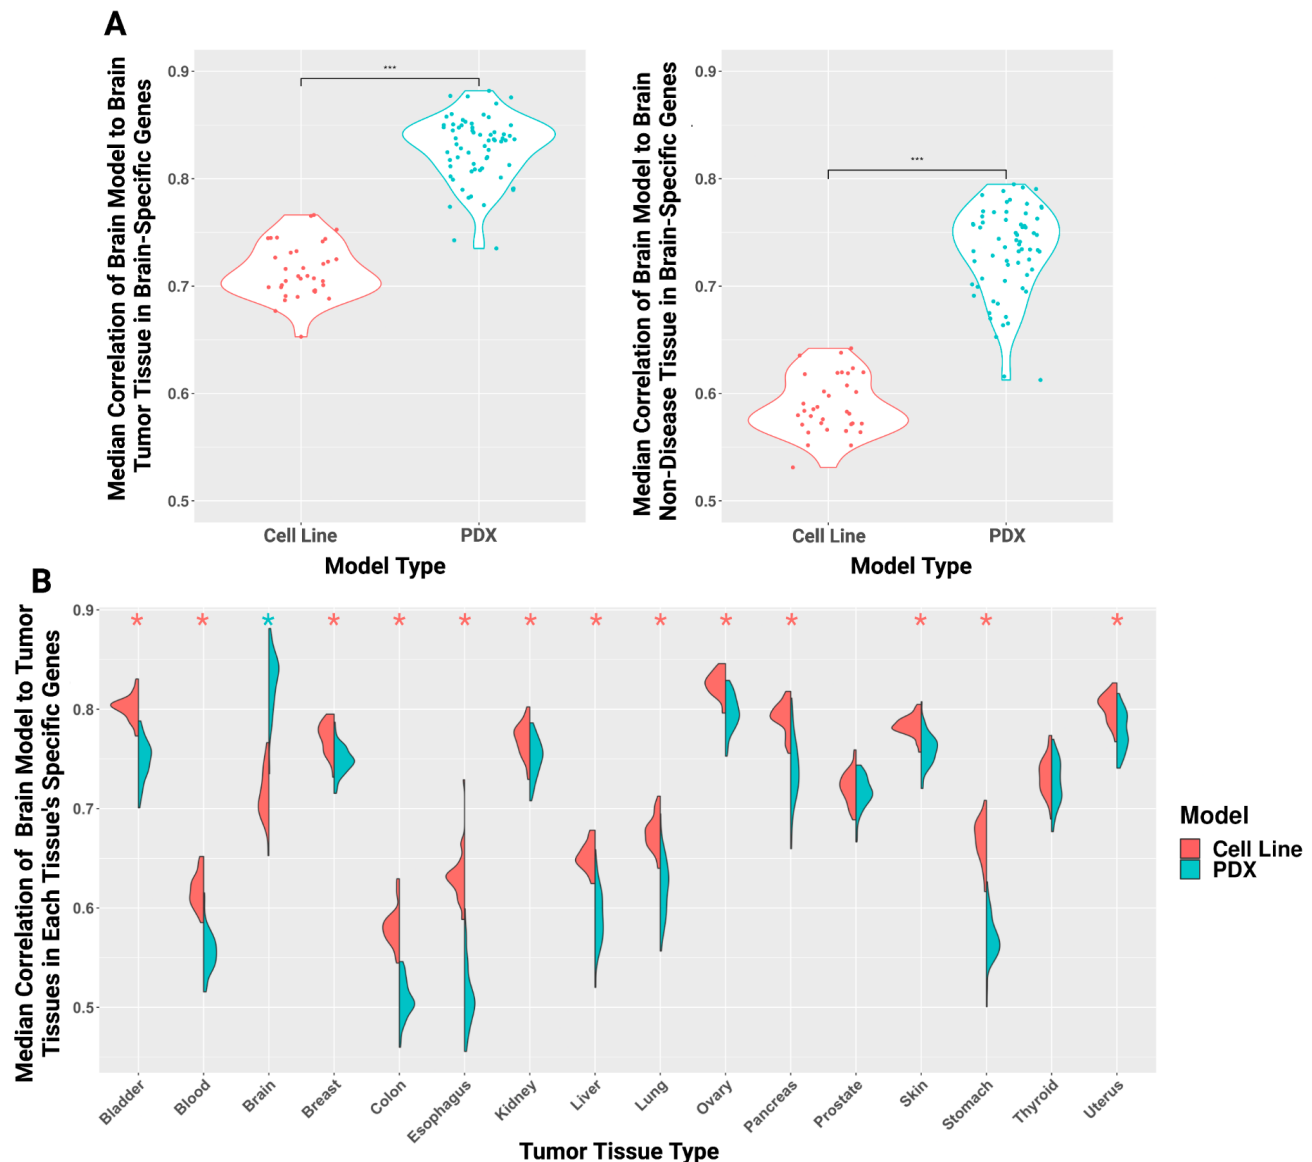 A
Median Correlation of Brain Model to Brain
Tumor Tissue in Brain-Specific Genes
0.9
0.8
0.7
0.6
0.5
***
Cell Line
PDX
Model Type
Median Correlation of Brain Model to Brain
Non-Disease Tissue in Brain-Specific Genes
0.9
0.8
0.7
0.6
0.5
***
Cell Line
PDX
Model Type
B
Median Correlation of Brain Model to Tumor
Tissues in Each Tissue's Specific Genes
0.9
0.8
0.7
0.6
0.5
* * * * * * * * * * * * * *
Bladder
Blood
Brain
Breast
Colon
Esophagus
Kidney
Liver
Lung
Ovary
Pancreas
Prostate
Skin
Stomach
Thyroid
Uterus
Tumor Tissue Type
Model
Cell Line
PDX